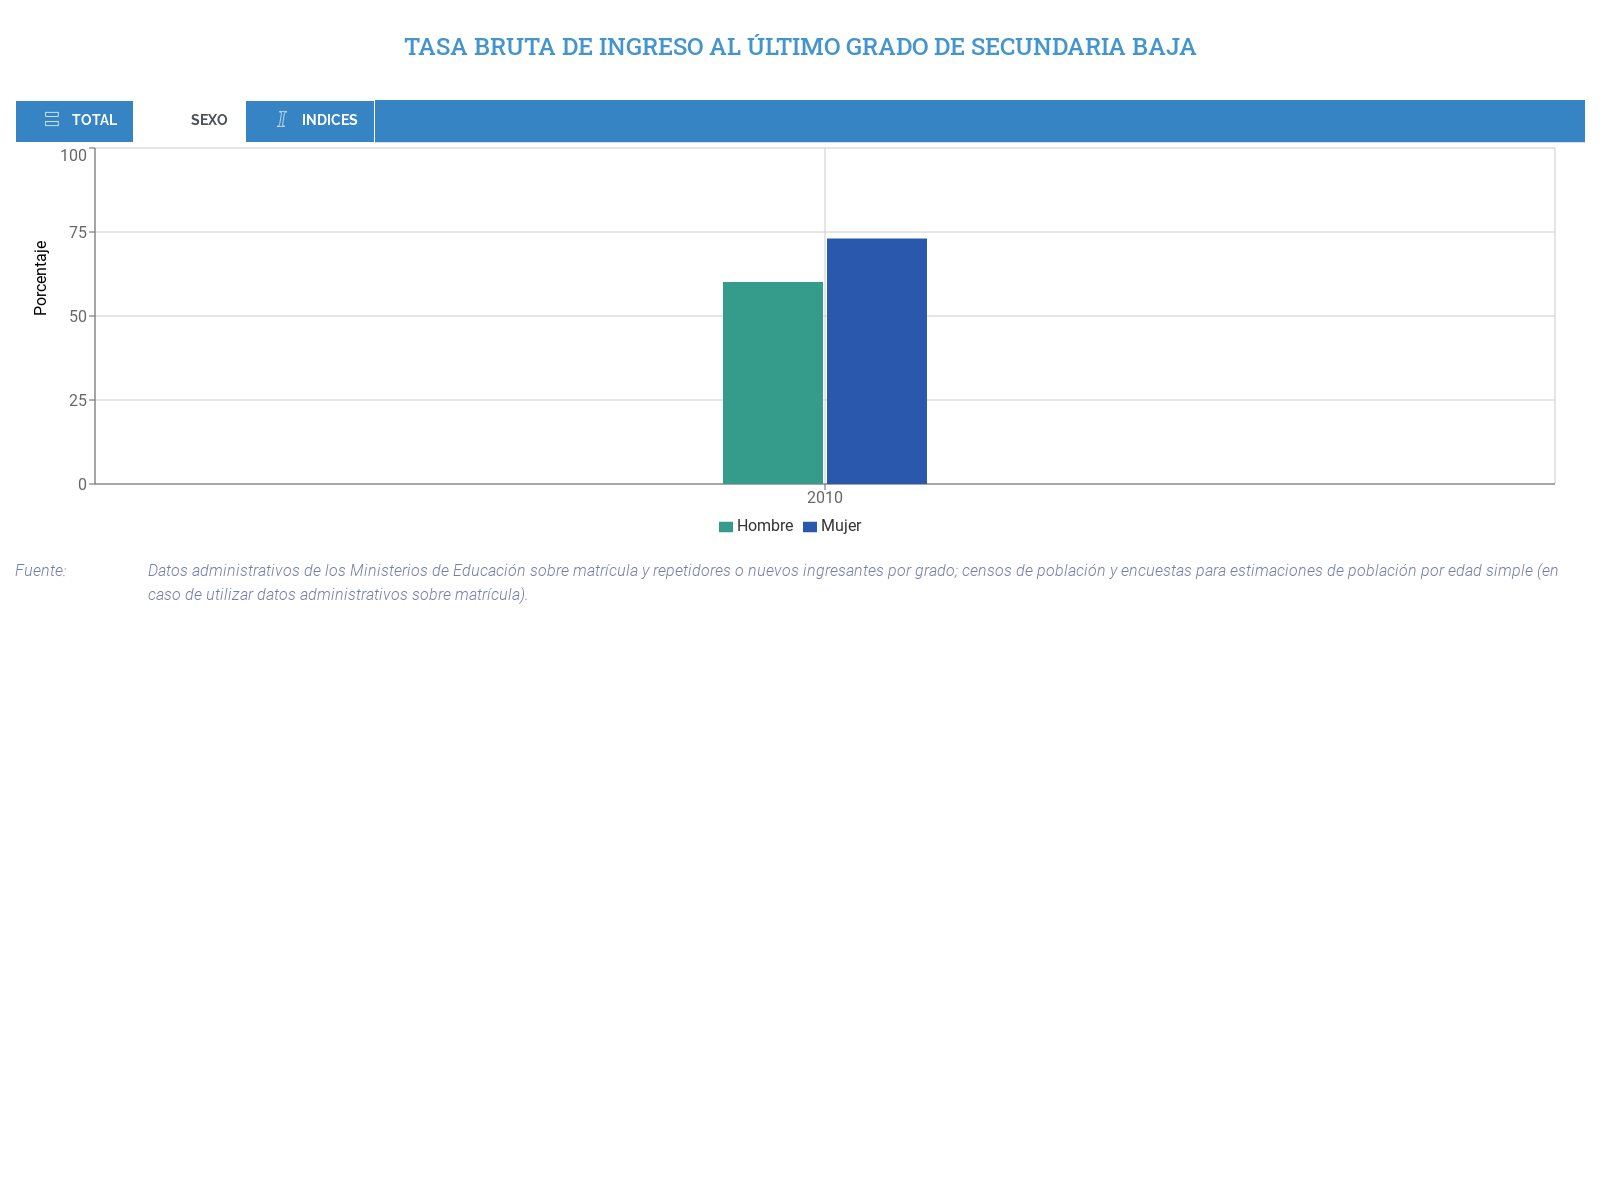 TASA BRUTA DE INGRESO AL ÚLTIMO GRADO DE SECUNDARIA BAJA
TOTAL SEXO INDICES
100
75
50
25
0
Porcentaje
2010
Hombre Mujer
Fuente: Datos administrativos de los Ministerios de Educación sobre matrícula y repetidores o nuevos ingresantes por grado; censos de población y encuestas para estimaciones de población por edad simple (en
caso de utilizar datos administrativos sobre matrícula).